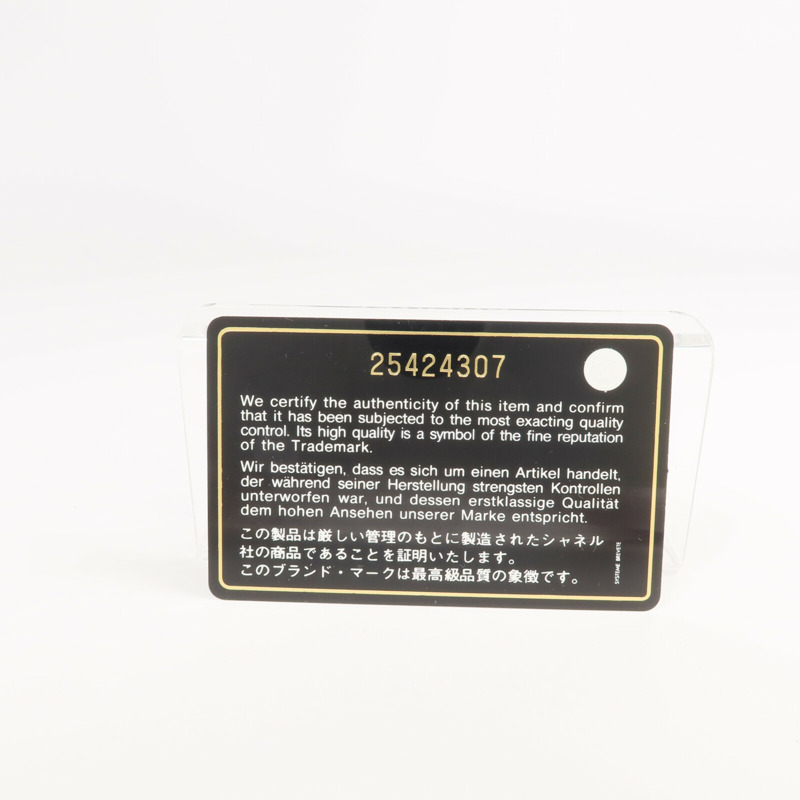 25424307
We certify the authenticity of this item and confirm
that it has been subjected to the most exacting quality
control. Its high quality is a symbol of the fine reputation
of the Trademark.
Wir bestätigen, dass es sich um einen Artikel handelt,
der während seiner Herstellung strengsten Kontrollen
unterworfen war, und dessen erstklassige Qualität
dem hohen Ansehen unserer Marke entspricht.
この製品は厳しい管理のもとに製造されたシャネル
社の商品であることを証明いたします。
このブランド・マークは最高級品質の象徴です。
SYSTEME BREVETE